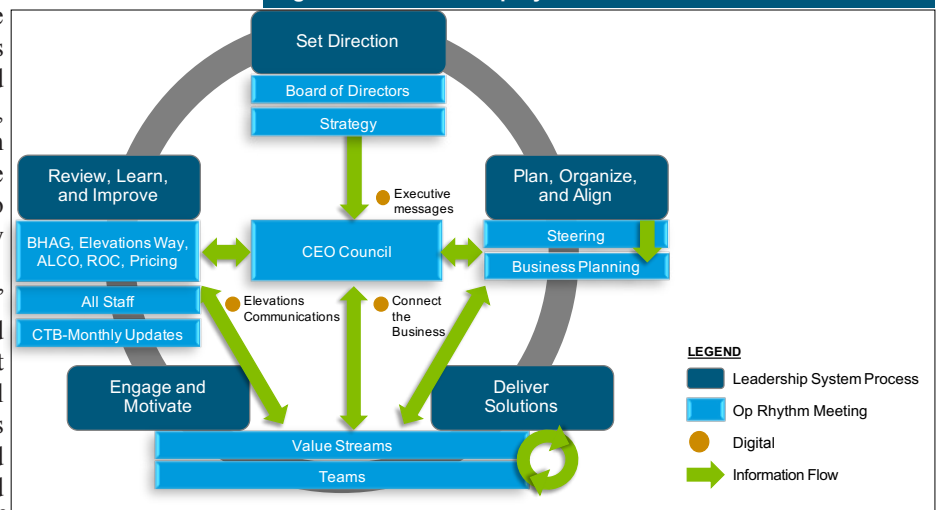 Set Direction
Board of Directors
Strategy
Executive
messages
Review, Learn,
and Improve
Plan, Organize,
and Align
BHAG, Elevations Way,
ALCO, ROC, Pricing
CEO Council
Steering
Business Planning
All Staff
CTB-Monthly Updates
Elevations
Communications
Connect
the
Business
Engage and
Motivate
Deliver
Solutions
Value Streams
Teams
LEGEND
Leadership System Process
Op Rhythm Meeting
Digital
Information Flow